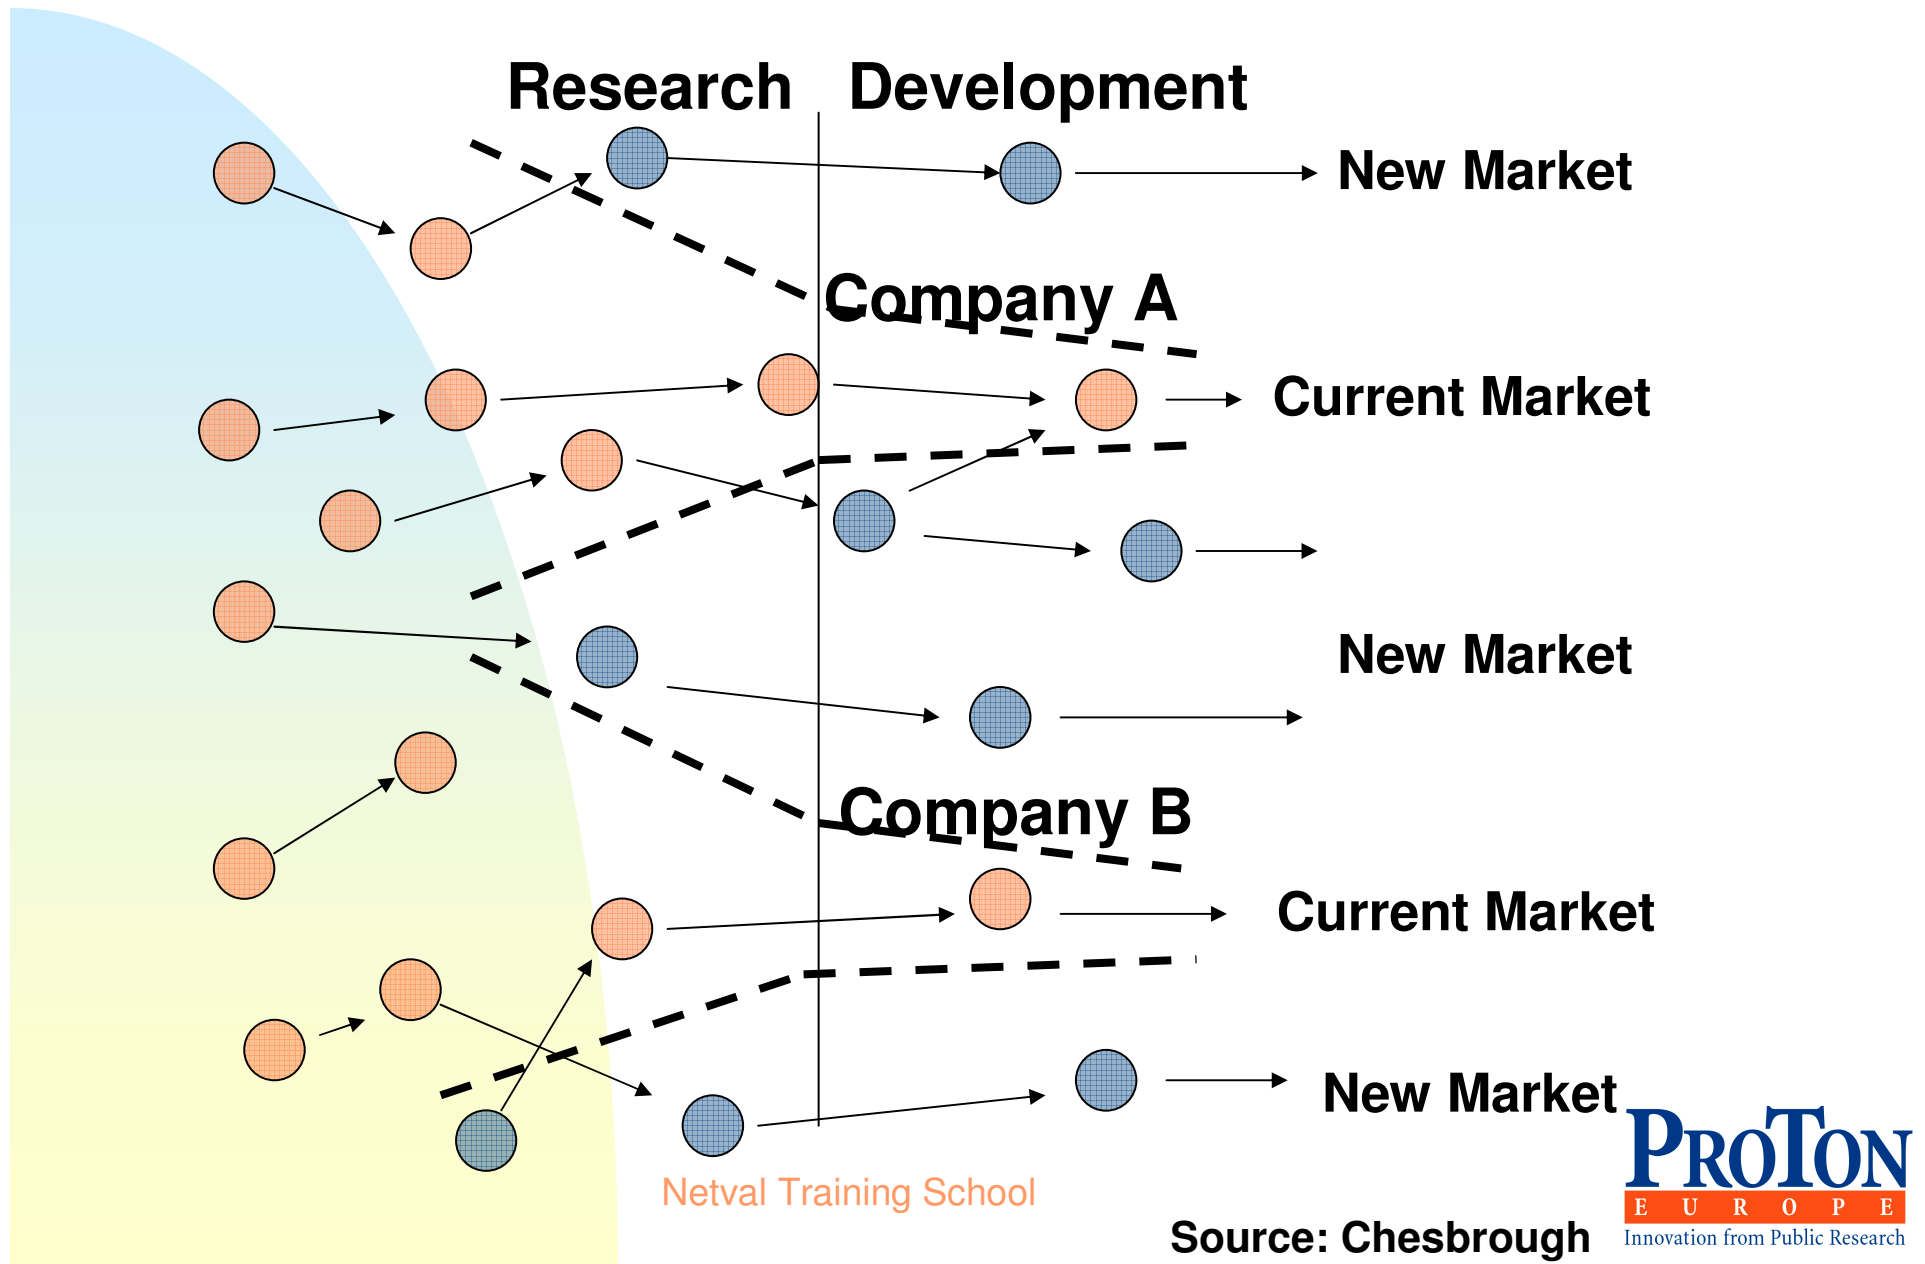 Research Development
New Market
Company A
Current Market
New Market
Company B
Current Market
New Market
PROTON
EUROPE
Innovation from Public Research
Netval Training School
Source: Chesbrough